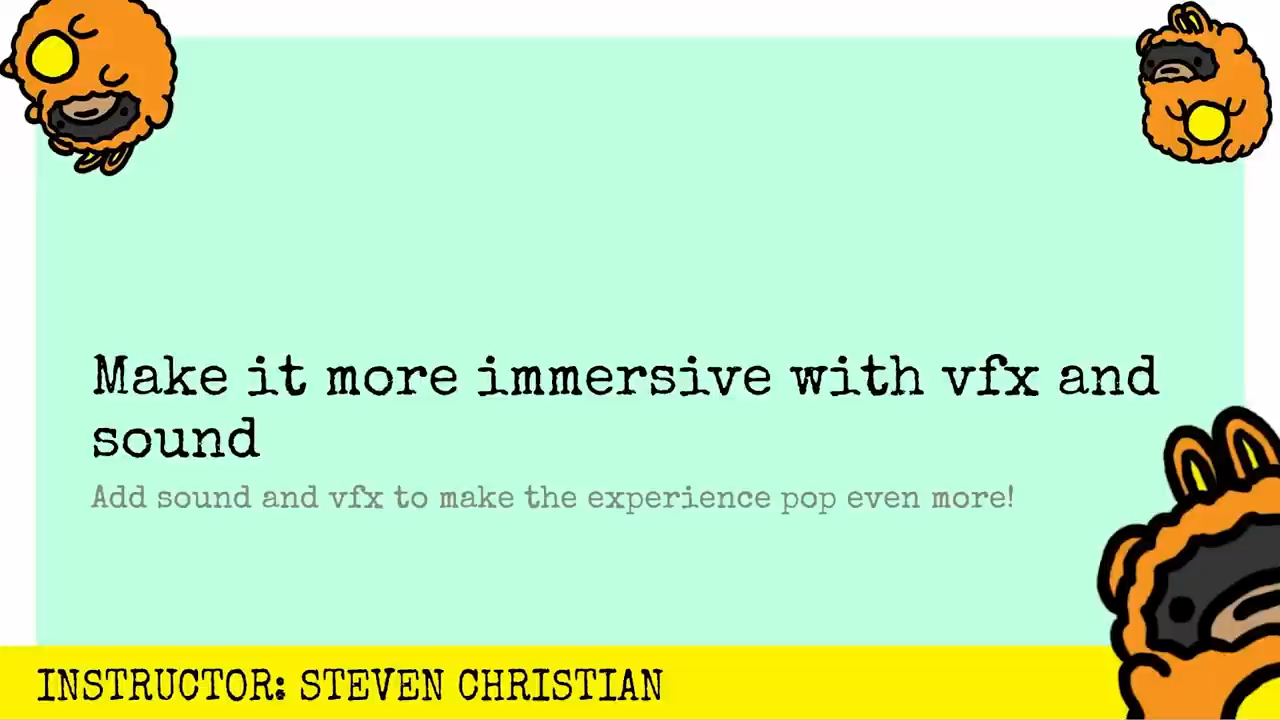 Make it more immersive with vfx and
sound
Add sound and vfx to make the experience pop even more!
INSTRUCTOR: STEVEN CHRISTIAN